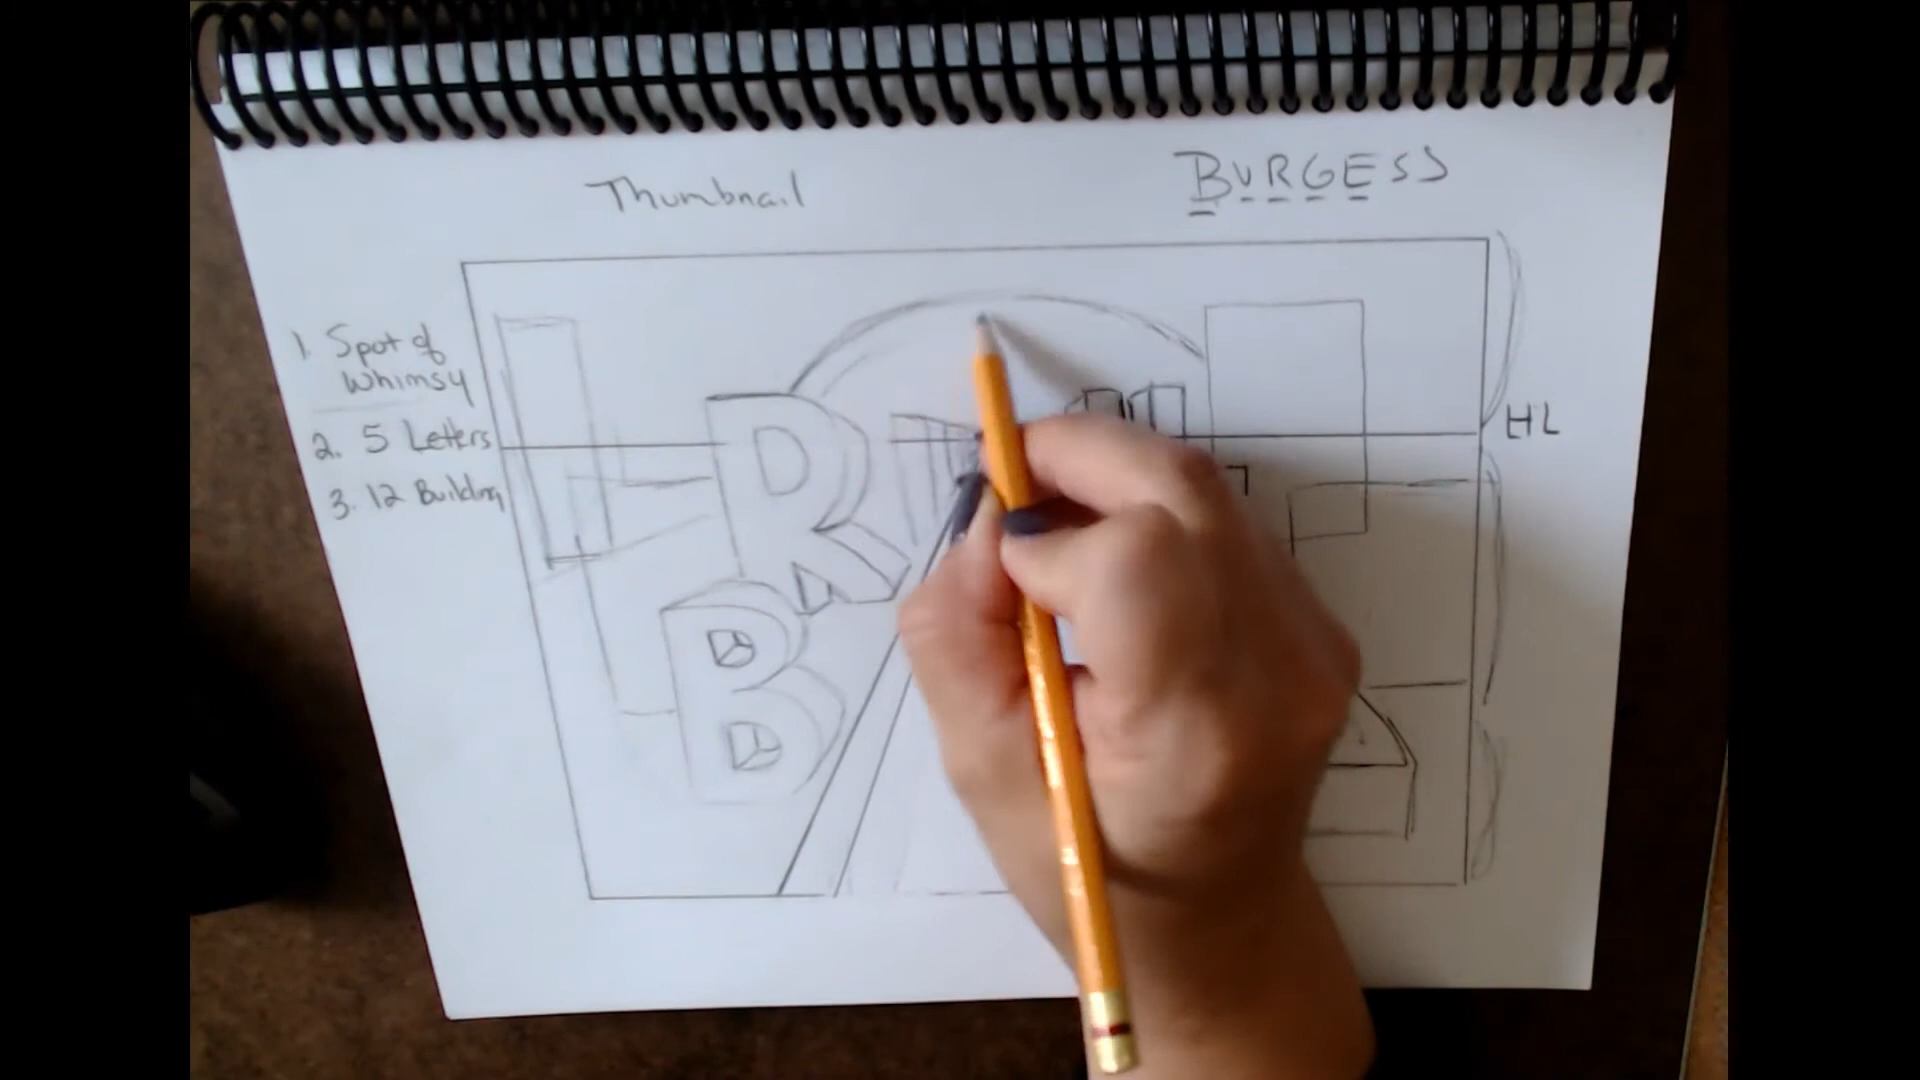 Thumbnail
BURGESS
1. Spot of
Whimsy
2. 5 Letters
3. 12 Building
HL
R
B